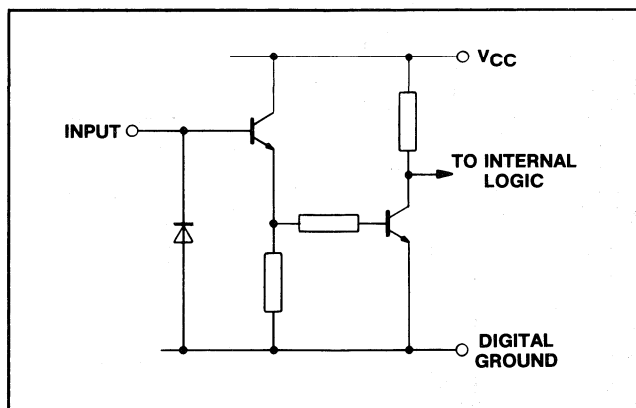 VCC
INPUT
TO INTERNAL
LOGIC
DIGITAL
GROUND